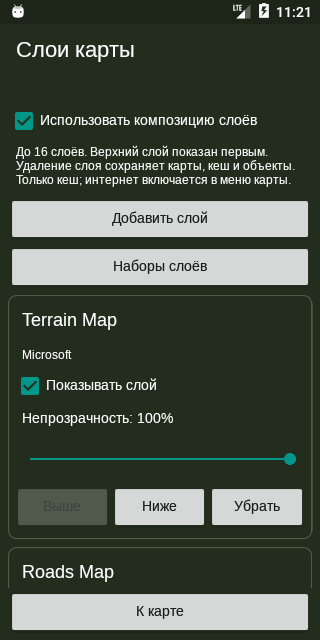 LTE 11:21
Слои карты
Использовать композицию слоёв
До 16 слоёв. Верхний слой показан первым.
Удаление слоя сохраняет карты, кеш и объекты.
Только кеш; интернет включается в меню карты.
Добавить слой
Наборы слоёв
Terrain Map
Microsoft
Показывать слой
Непрозрачность: 100%
Выше Ниже Убрать
Roads Map
К карте